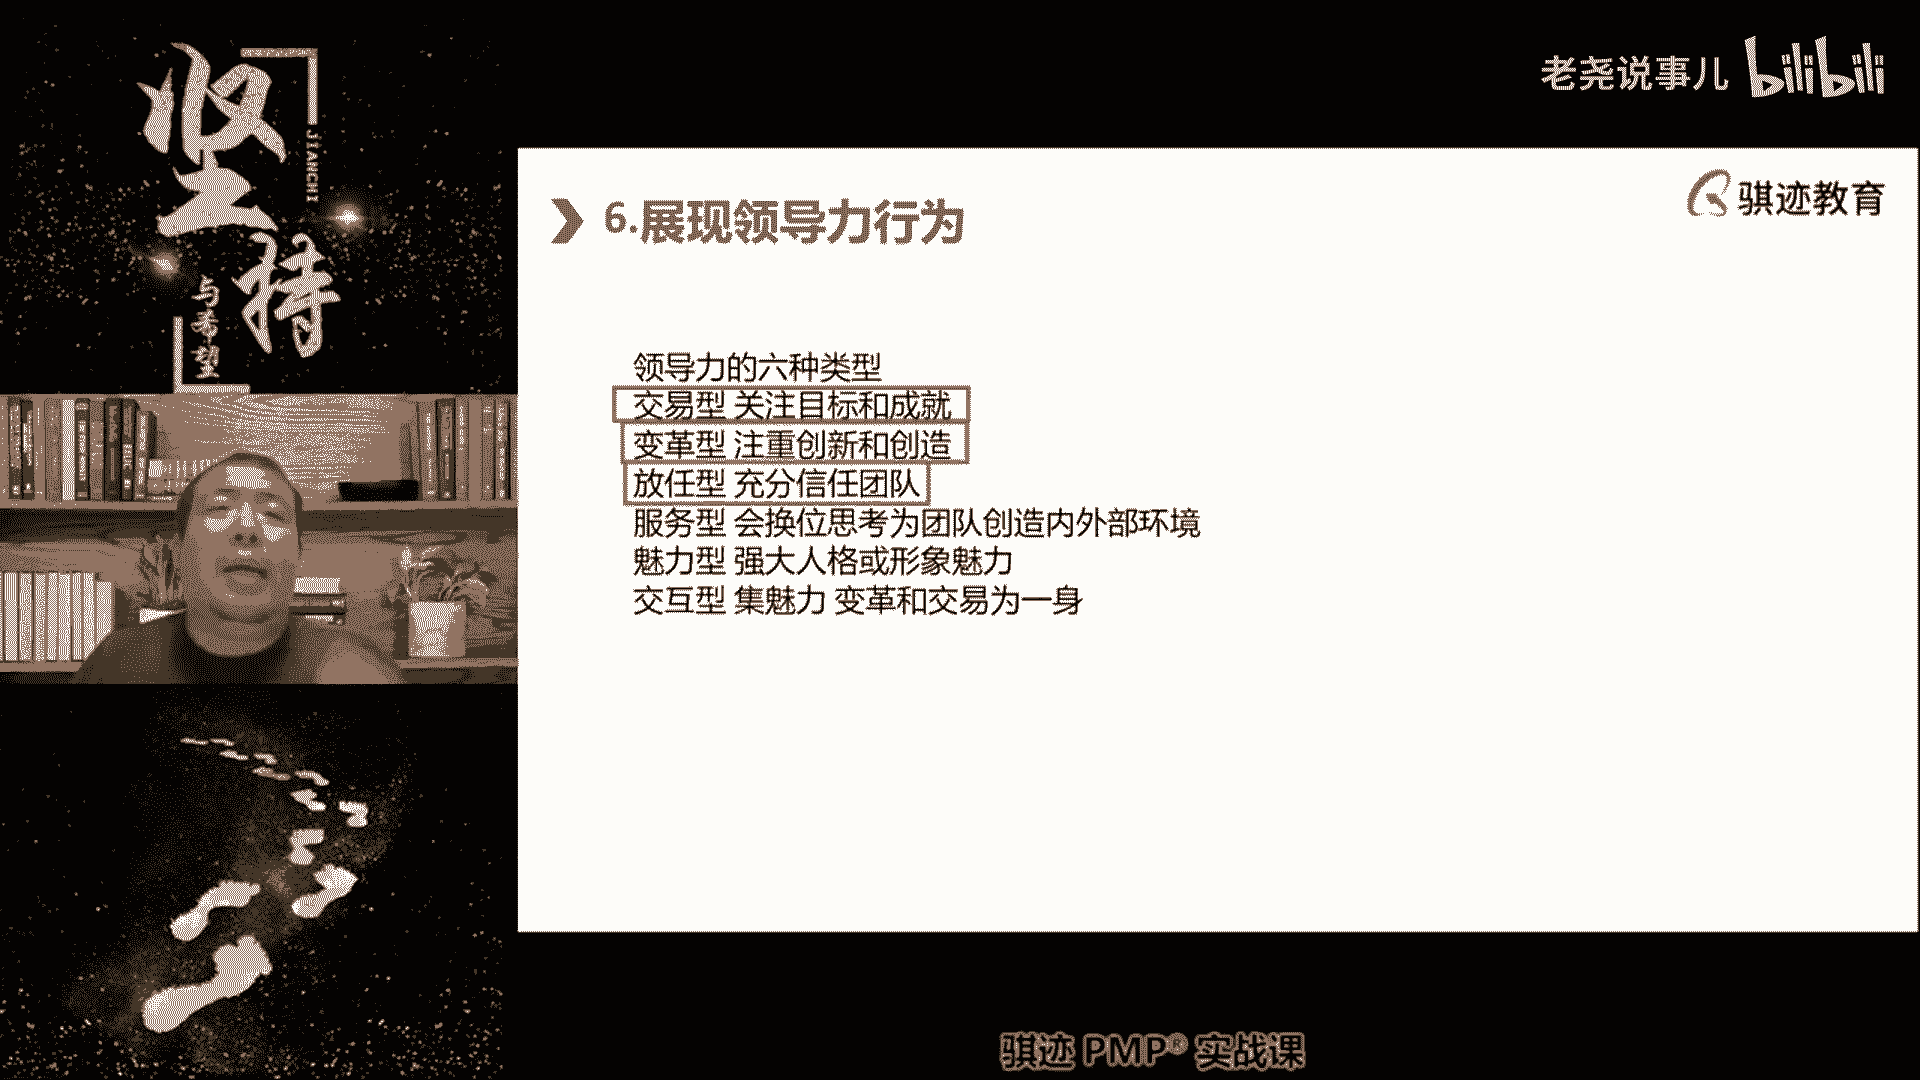 坚持
JIANCHI
与希望
老尧说事儿 bilibili
骐迹教育
6.展现领导力行为
领导力的六种类型
交易型 关注目标和成就
变革型 注重创新和创造
放任型 充分信任团队
服务型 会换位思考为团队创造内外部环境
魅力型 强大人格或形象魅力
交互型 集魅力 变革和交易为一身
骐迹 PMP® 实战课